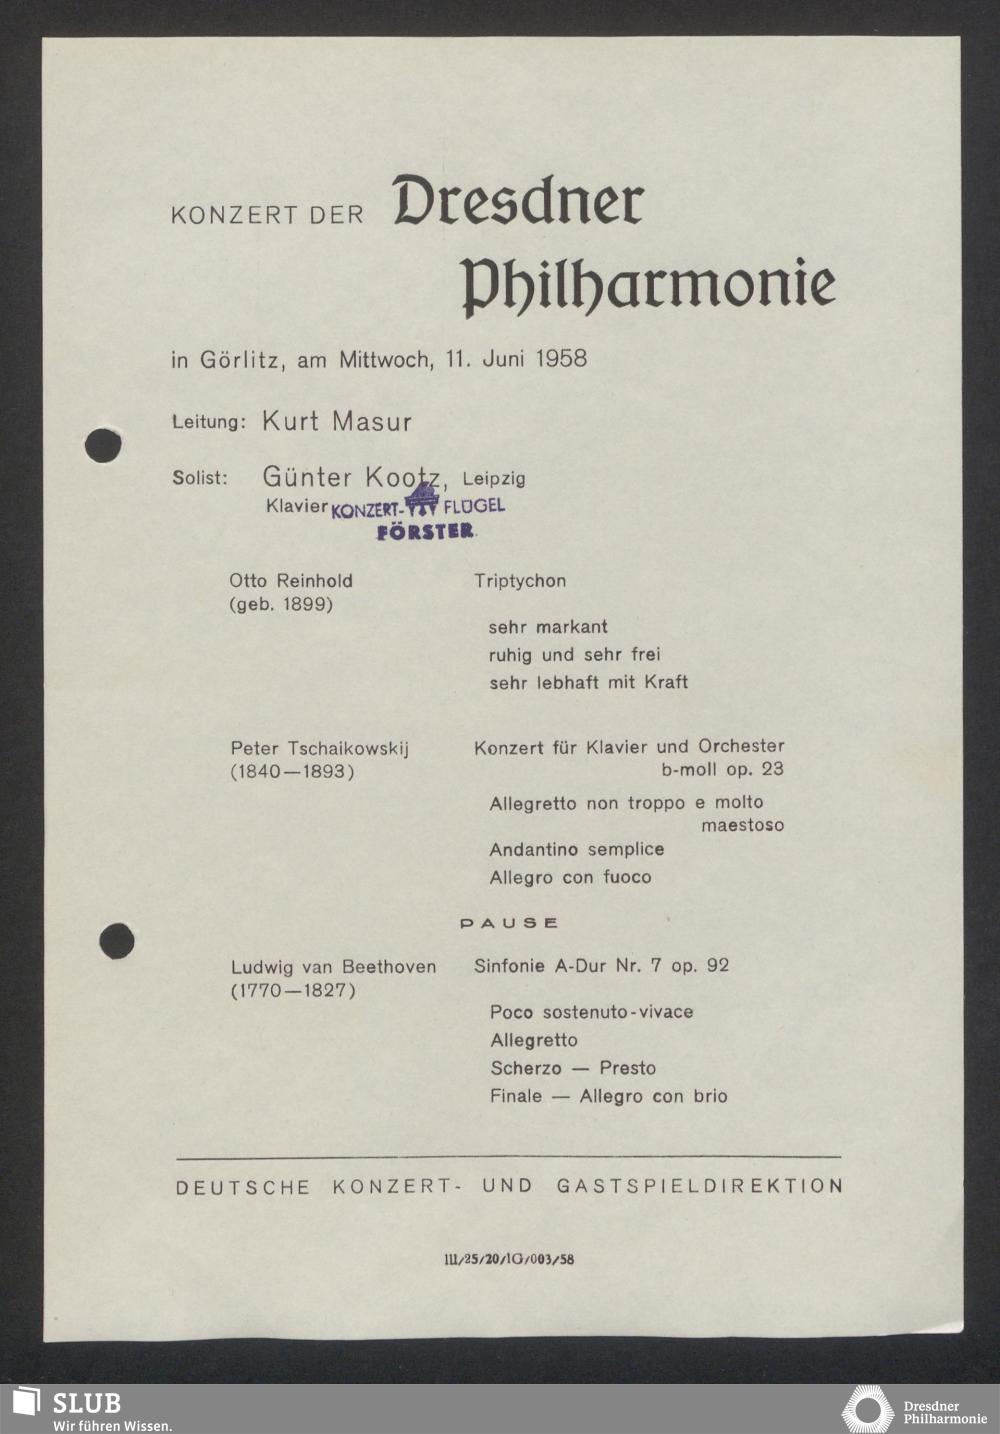 KONZERT DER Dresdner
Philharmonie
in Görlitz, am Mittwoch, 11. Juni 1958
Leitung: Kurt Masur
Solist: Günter Kootz, Leipzig
Klavier KONZERT- FLÜGEL
FÖRSTER
Otto Reinhold Triptychon
(geb. 1899)
sehr markant
ruhig und sehr frei
sehr lebhaft mit Kraft
Peter Tschaikowskij Konzert für Klavier und Orchester
(1840—1893) b-moll op. 23
Allegretto non troppo e molto
maestoso
Andantino semplice
Allegro con fuoco
PAUSE
Ludwig van Beethoven Sinfonie A-Dur Nr. 7 op. 92
(1770—1827)
Poco sostenuto-vivace
Allegretto
Scherzo — Presto
Finale — Allegro con brio
DEUTSCHE KONZERT- UND GASTSPIELDIREKTION
III/25/20/IG/003/58
SLUB
Wir führen Wissen.
Dresdner
Philharmonie